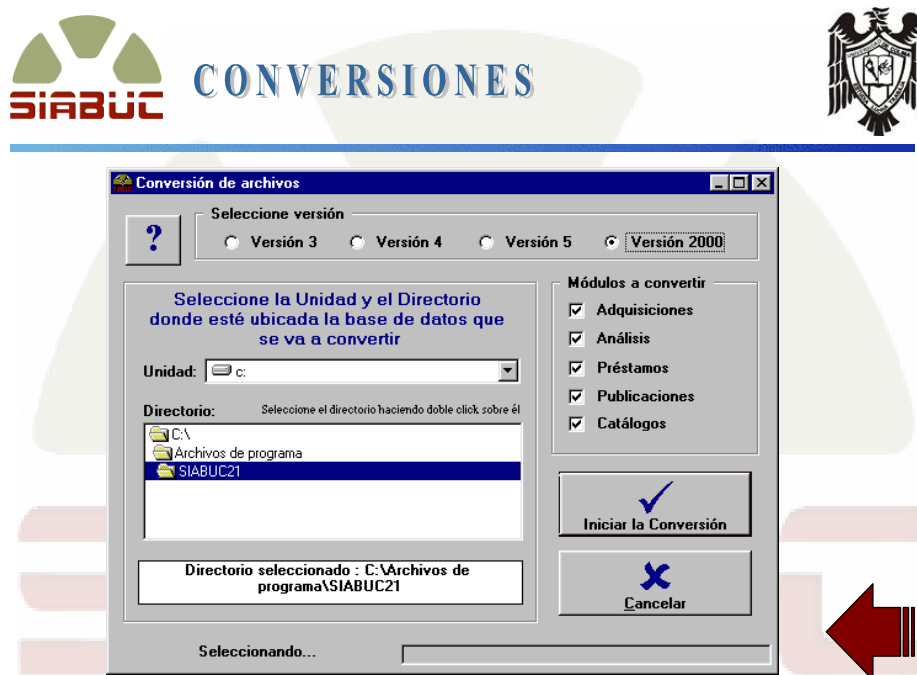 SIABUC
CONVERSIONES
Conversión de archivos
Seleccione versión
?
Versión 3
Versión 4
Versión 5
Versión 2000
Seleccione la Unidad y el Directorio
donde esté ubicada la base de datos que
se va a convertir
Unidad:
c:
Directorio:
Seleccione el directorio haciendo doble click sobre él
C:\
Archivos de programa
SIABUC21
Directorio seleccionado : C:\Archivos de
programa\SIABUC21
Módulos a convertir
Adquisiciones
Análisis
Préstamos
Publicaciones
Catálogos
Iniciar la Conversión
Cancelar
Seleccionando...